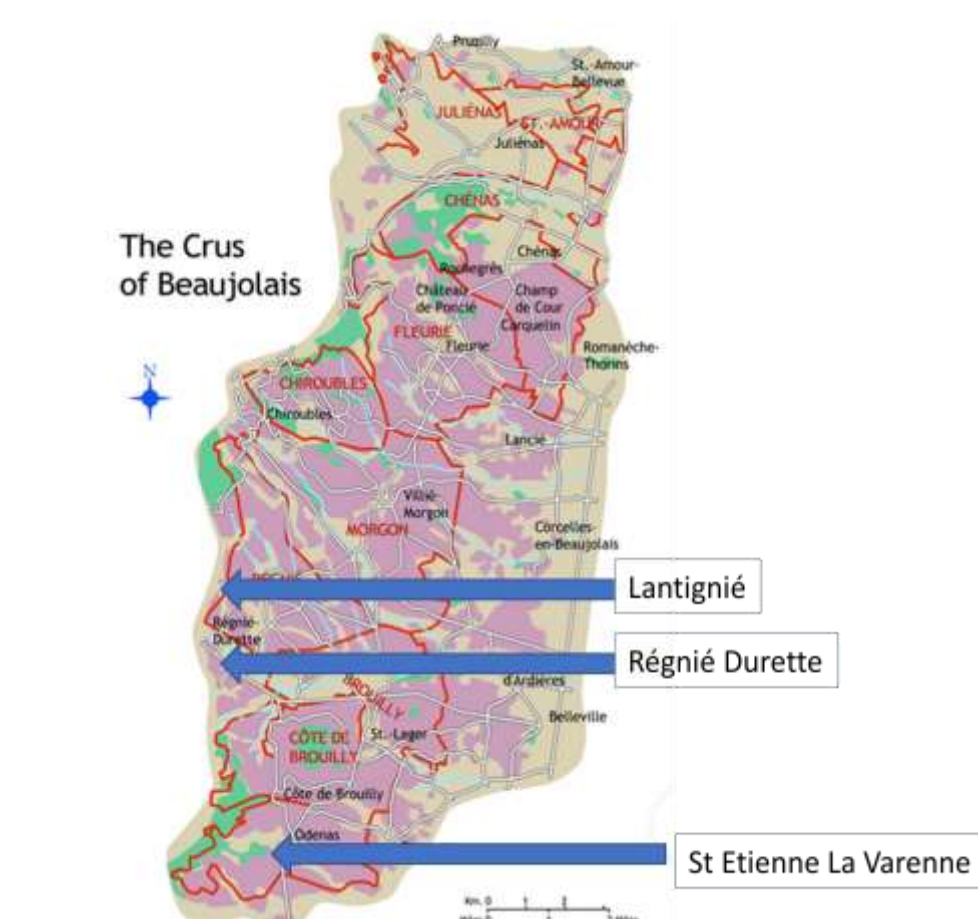 Pruzilly
St.-Amour-
Bellevue
JULIÉNAS
ST.-AMOUR
Juliénas
CHÉNAS
The Crus
of Beaujolais
Chénas
Château
de Poncié
Champ
de Cour
Carquelin
FLEURIE
Fleurie
Romanèche-
Thorins
N
CHIROUBLES
Chiroubles
Lancié
Villié-
Morgon
MORGON
Corcelles-
en-Beaujolais
Lantignié
Régnié-
Durette
Régnié Durette
d'Ardières
BROUILLY
Belleville
CÔTE DE
BROUILLY
St.-Lager
Côte de Brouilly
Odenas
St Etienne La Varenne
Km. 0 1 2